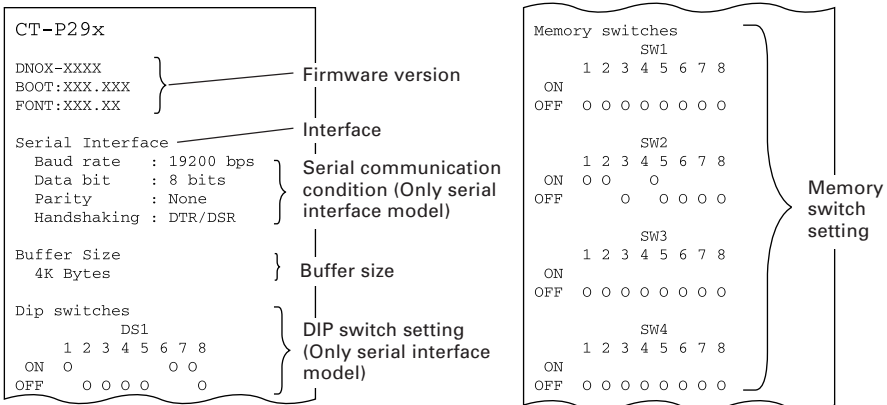 CT-P29x
DNOX-XXXX
BOOT:XXX.XXX
FONT:XXX.XX
Firmware version
Serial Interface
Interface
Baud rate : 19200 bps
Data bit : 8 bits
Parity : None
Handshaking : DTR/DSR
Serial communication
condition (Only serial
interface model)
Buffer Size
4K Bytes
Buffer size
Dip switches
DS1
1 2 3 4 5 6 7 8
ON O O O
OFF O O O O O
DIP switch setting
(Only serial interface
model)
Memory switches
SW1
1 2 3 4 5 6 7 8
ON
OFF O O O O O O O O
SW2
1 2 3 4 5 6 7 8
ON O O O
OFF O O O O O
SW3
1 2 3 4 5 6 7 8
ON
OFF O O O O O O O O
SW4
1 2 3 4 5 6 7 8
ON
OFF O O O O O O O O
Memory
switch
setting